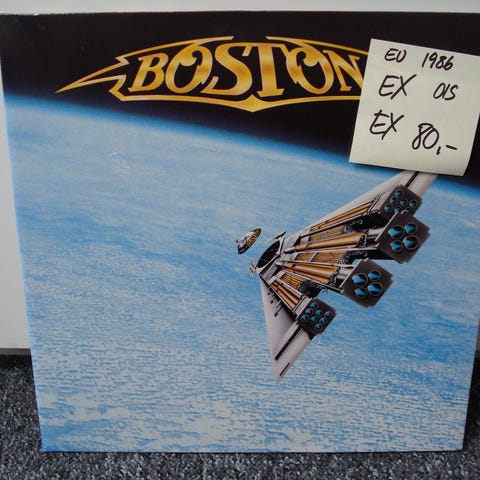 BOSTON
EU 1986
EX OIS
EX 80,-